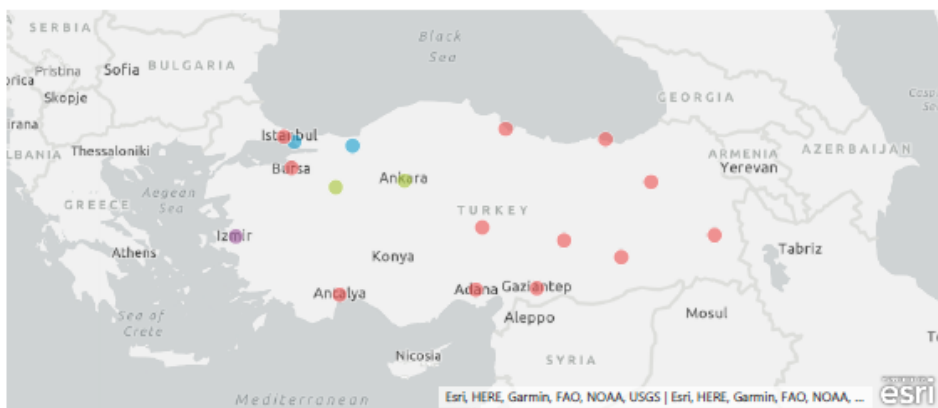 SERBIA
Black
Sea
Pristina
Sofia
BULGARIA
Skopje
GEORGIA
Istanbul
Thessaloniki
ARMENIA
AZERBAIJAN
Yerevan
Bursa
Ankara
Aegean
Sea
GREECE
TURKEY
Izmir
Athens
Konya
Tabriz
Antalya
Adana
Gaziantep
Sea of
Crete
Aleppo
Mosul
Nicosia
SYRIA
Mediterranean
Esri, HERE, Garmin, FAO, NOAA, USGS | Esri, HERE, Garmin, FAO, NOAA, ...
esri